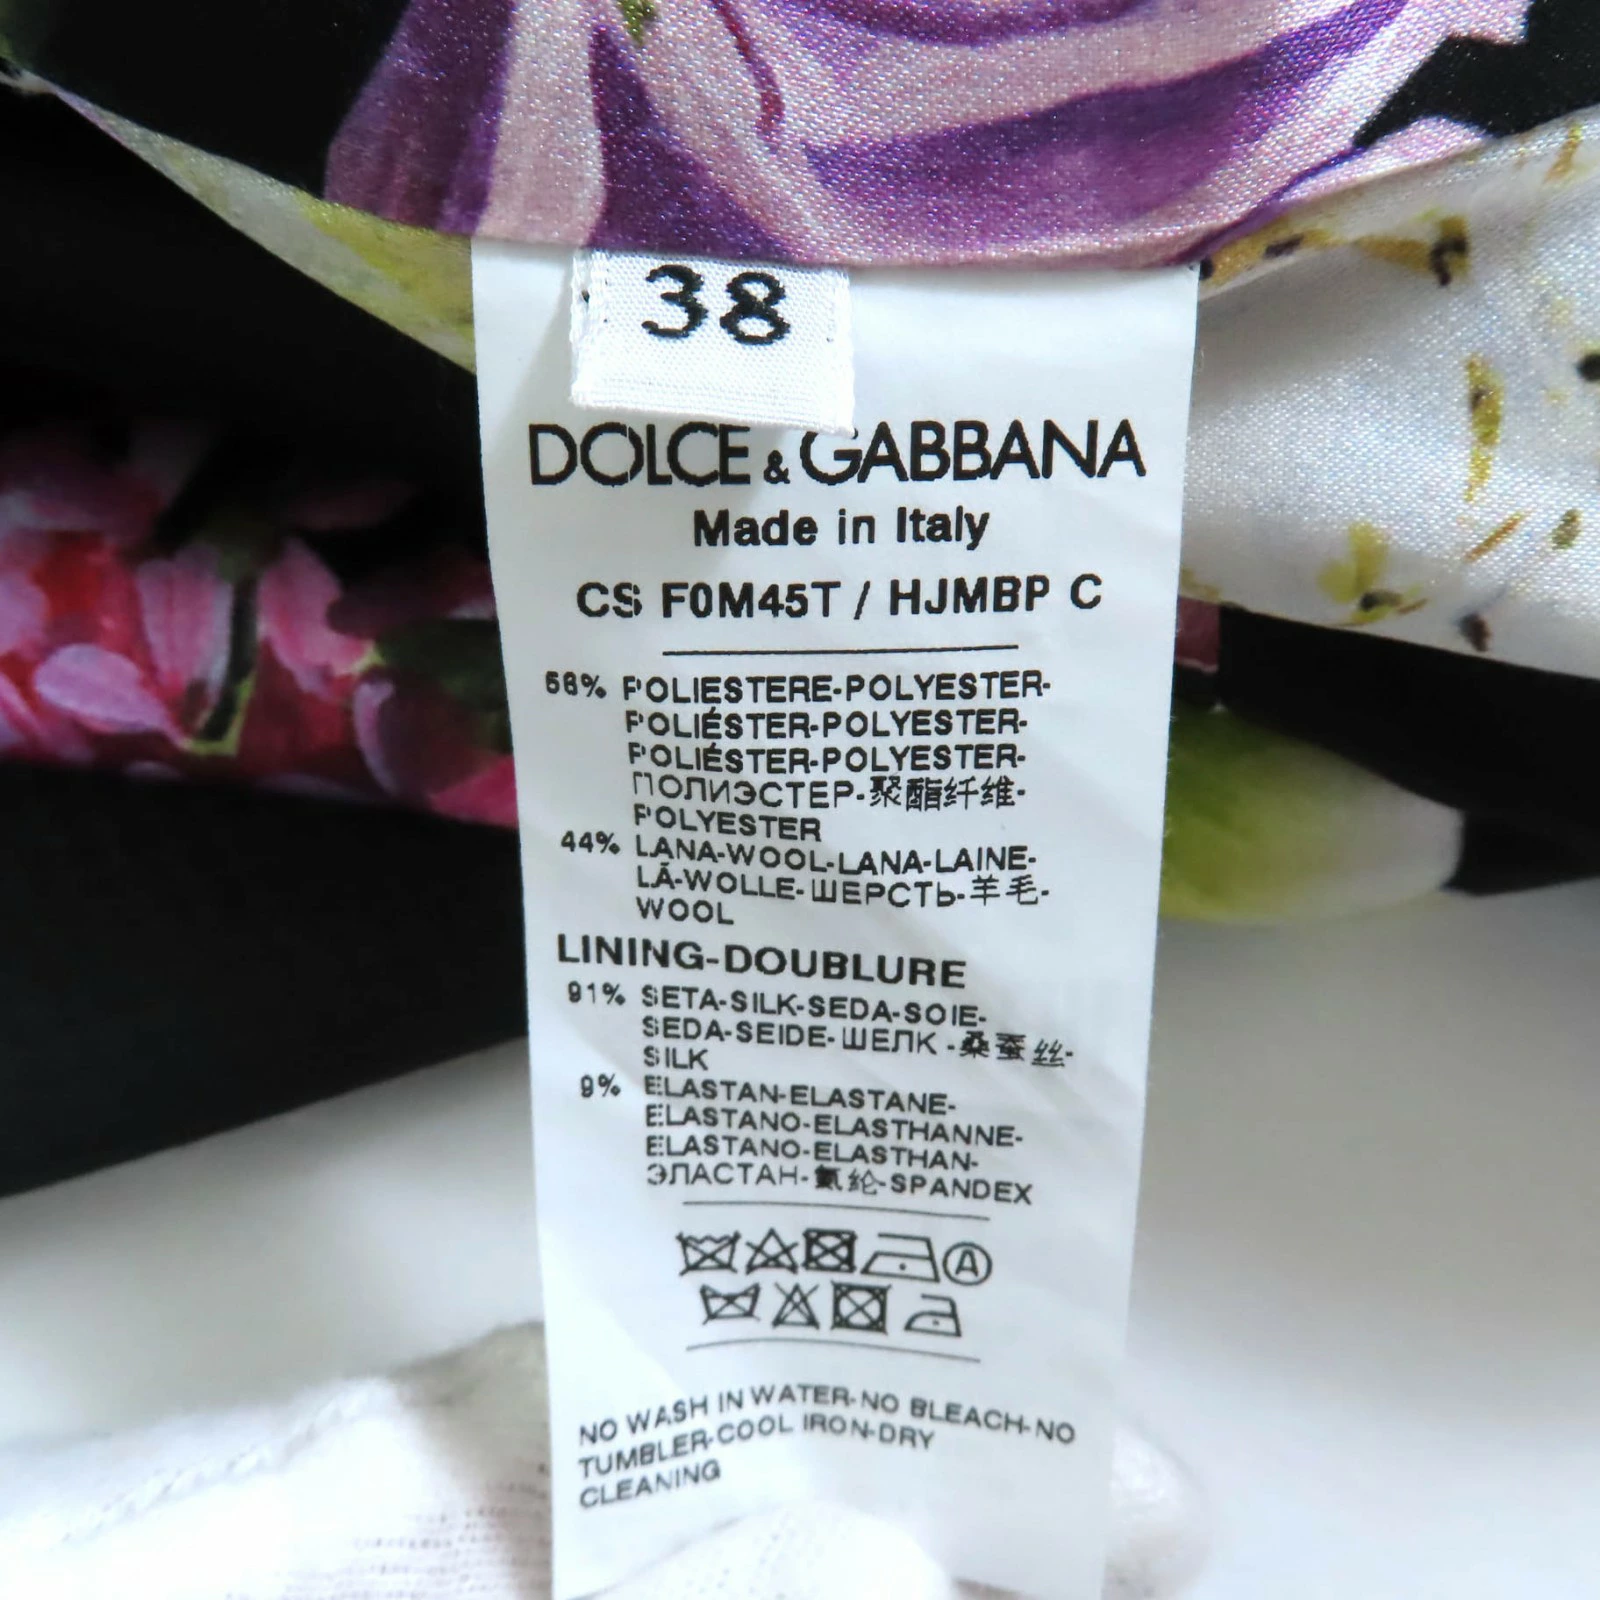 38
DOLCE & GABBANA
Made in Italy
CS F0M45T / HJMBP C
56% POLIESTERE-POLYESTER-
POLIÉSTER-POLYESTER-
POLIÉSTER-POLYESTER-
ПОЛИЭСТЕР-聚酯纤维-
POLYESTER
44% LANA-WOOL-LANA-LAINE-
LÃ-WOLLE-ШЕРСТЬ-羊毛-
WOOL
LINING-DOUBLURE
91% SETA-SILK-SEDA-SOIE-
SEDA-SEIDE-ШЕЛК -桑蚕丝-
SILK
9% ELASTAN-ELASTANE-
ELASTANO-ELASTHANNE-
ELASTANO-ELASTHAN-
ЭЛАСТАН-氨纶-SPANDEX
A
NO WASH IN WATER-NO BLEACH-NO
TUMBLER-COOL IRON-DRY
CLEANING